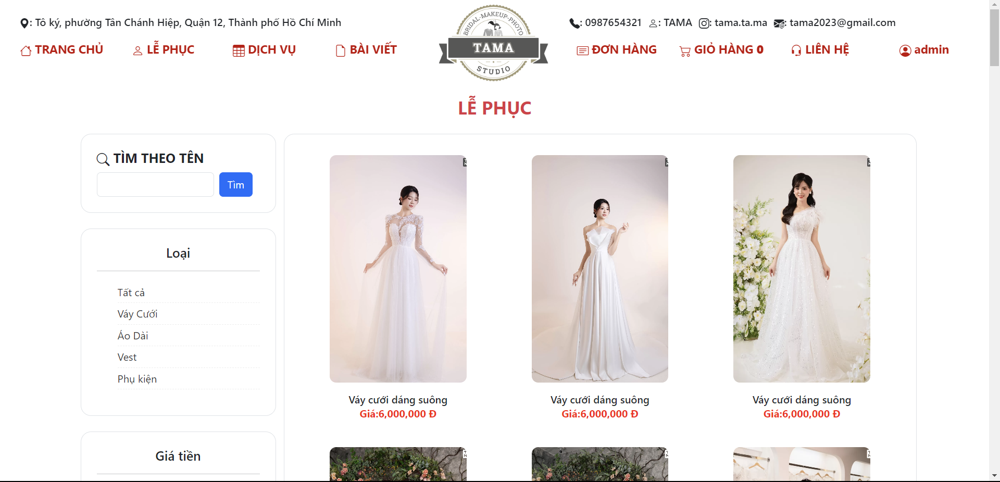 : Tô ký, phường Tân Chánh Hiệp, Quận 12, Thành phố Hồ Chí Minh
: 0987654321 : TAMA : tama.ta.ma : tama2023@gmail.com
TRANG CHỦ LỄ PHỤC DỊCH VỤ BÀI VIẾT
BRIDAL-MAKEUP-PHOTO
TAMA
STUDIO
ĐƠN HÀNG GIỎ HÀNG 0 LIÊN HỆ admin
LỄ PHỤC
TÌM THEO TÊN
Tìm
Loại
Tất cả
Váy Cưới
Áo Dài
Vest
Phụ kiện
Giá tiền
Váy cưới dáng suông
Giá:6,000,000 Đ
Váy cưới dáng suông
Giá:6,000,000 Đ
Váy cưới dáng suông
Giá:6,000,000 Đ